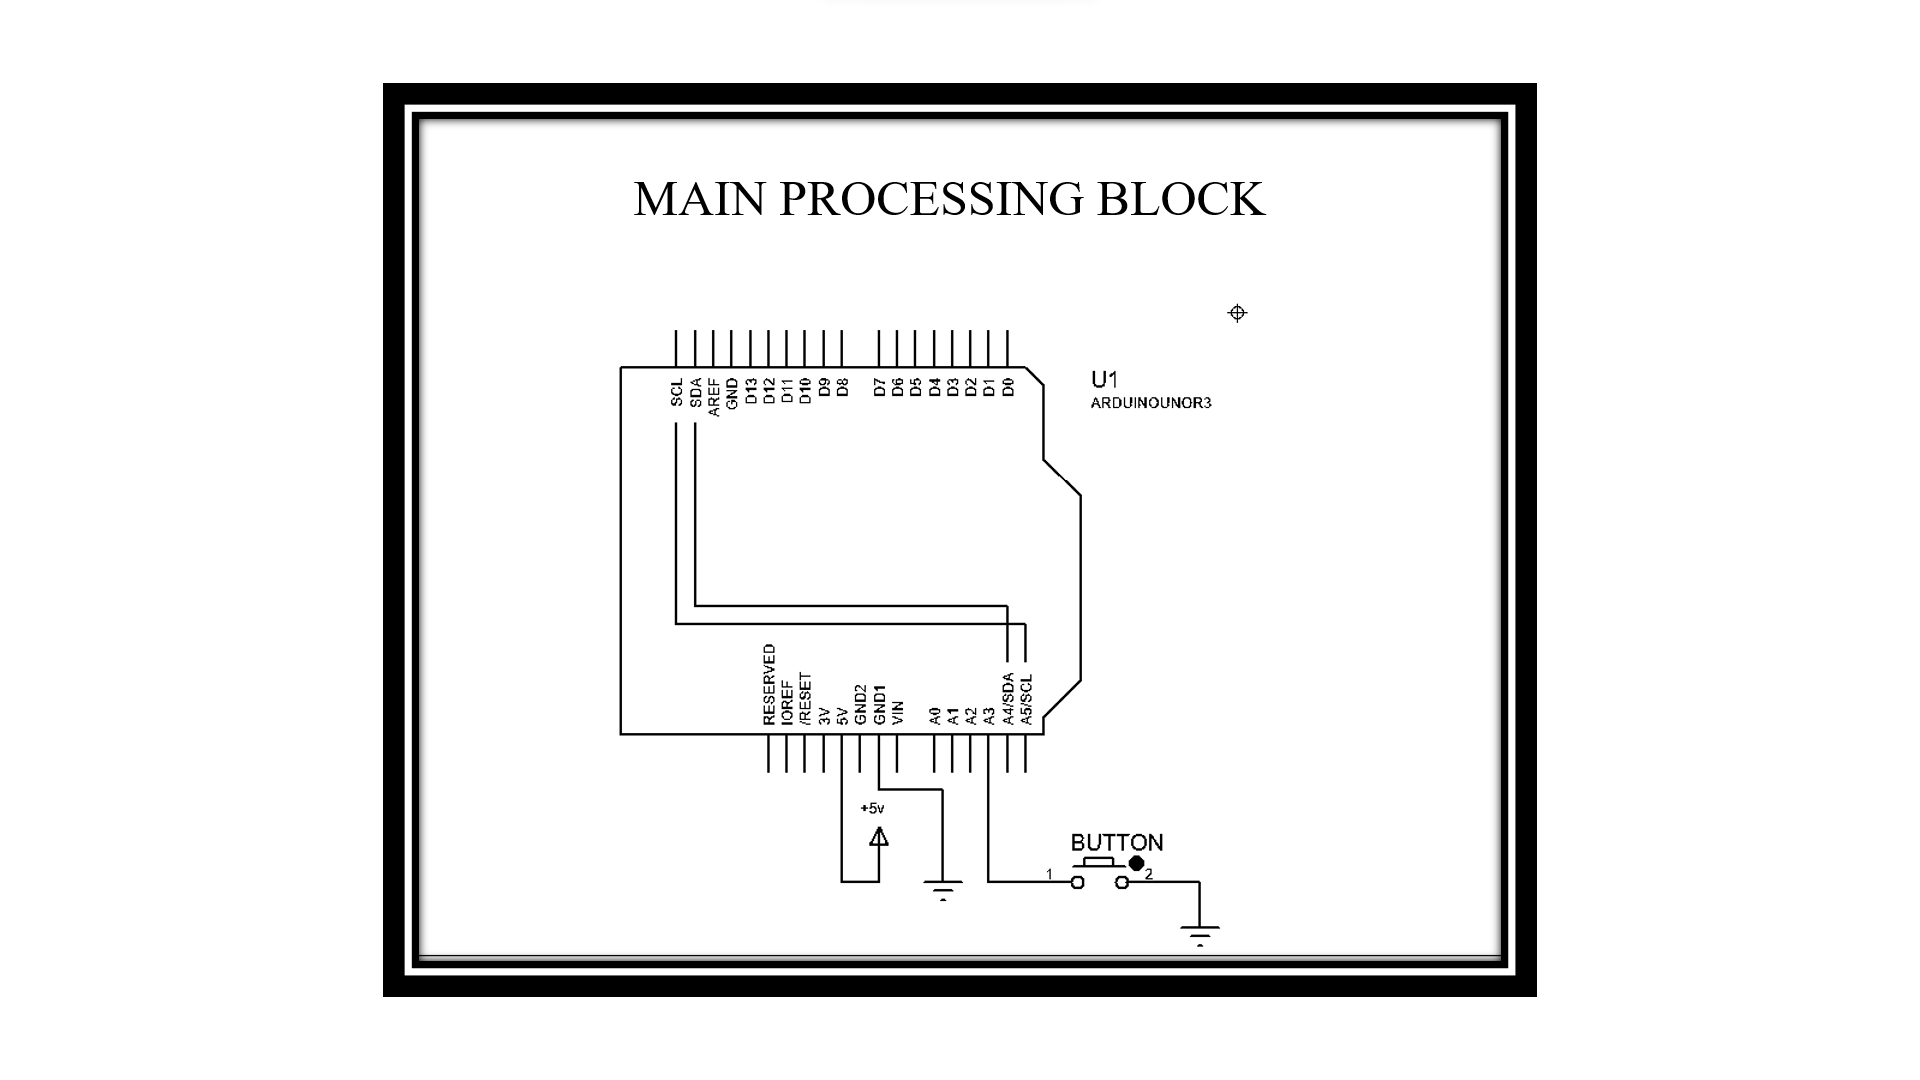 MAIN PROCESSING BLOCK
U1
ARDUINOUNOR3
SCL
SDA
AREF
GND
D13
D12
D11
D10
D9
D8
D7
D6
D5
D4
D3
D2
D1
D0
RESERVED
IOREF
/RESET
3V
5V
GND2
GND1
VIN
A0
A1
A2
A3
A4/SDA
A5/SCL
+5v
BUTTON
1
2